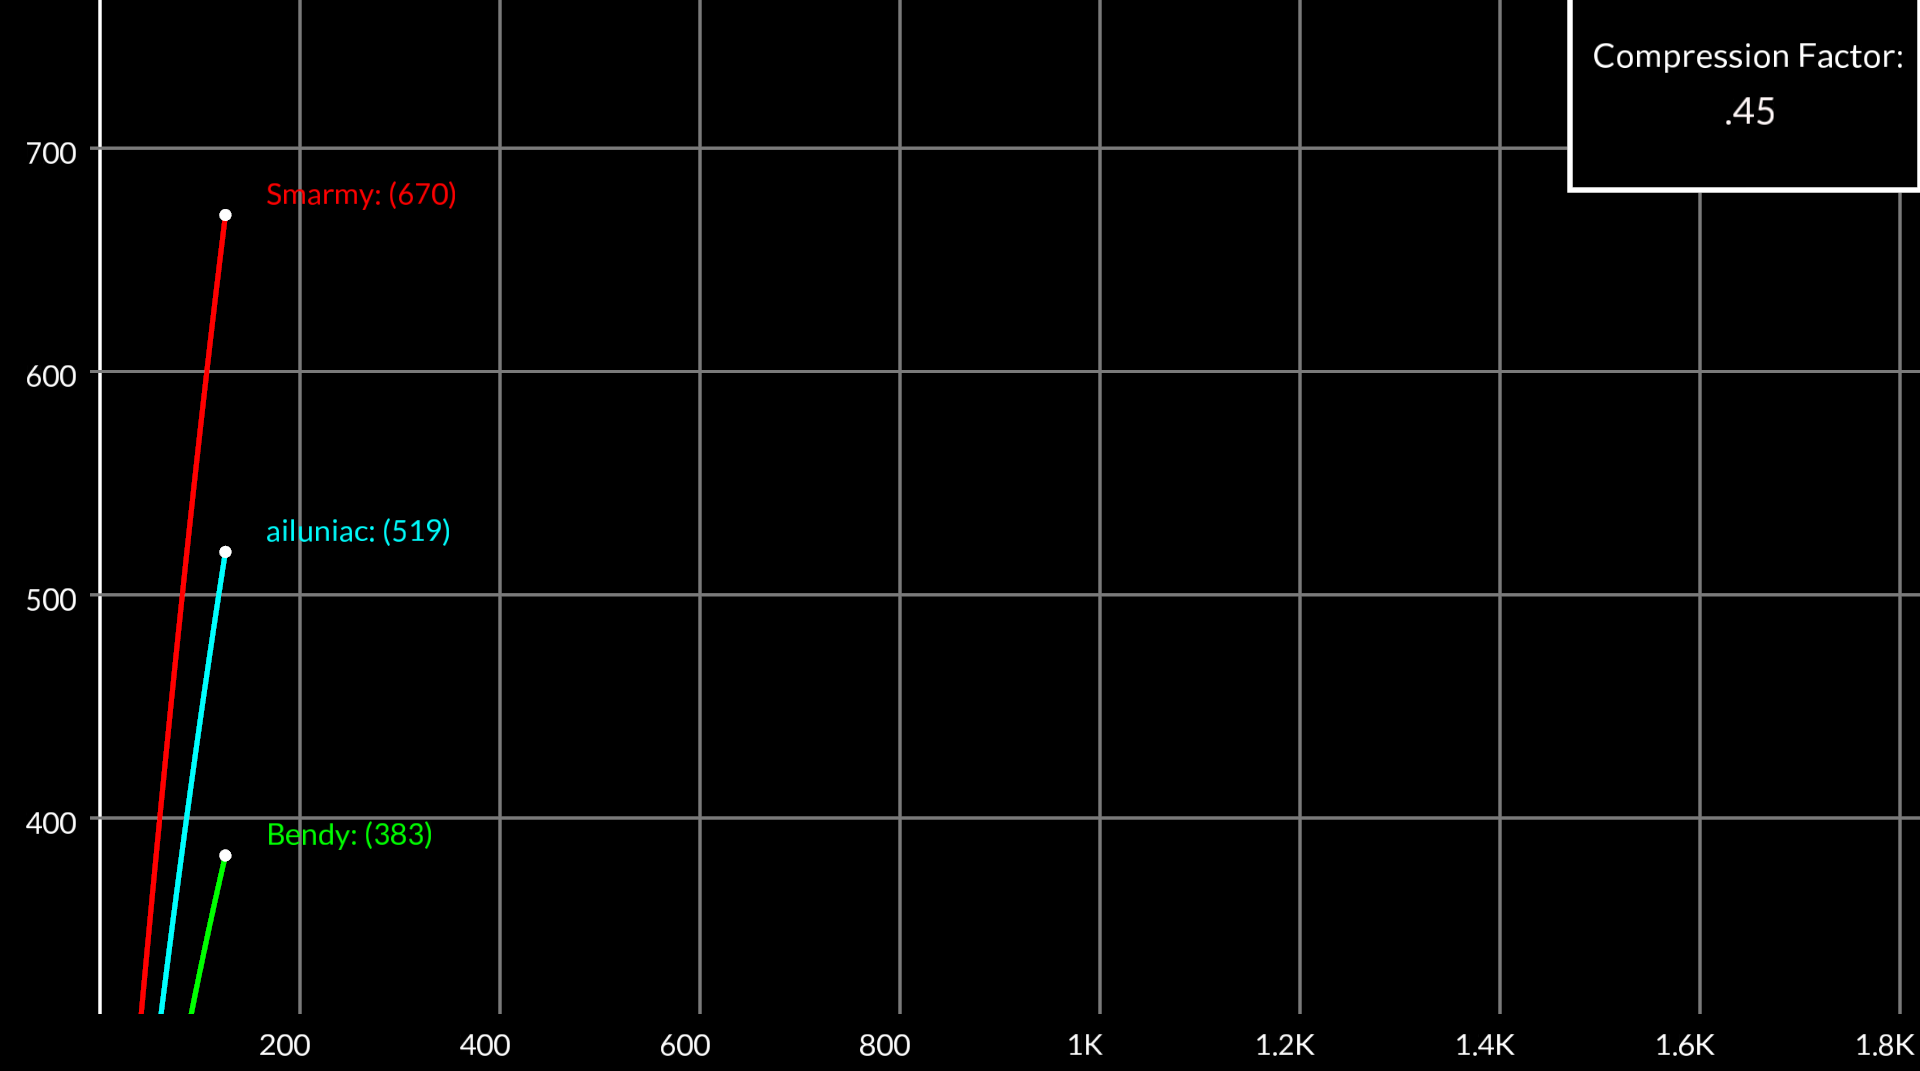 Compression Factor:
.45
700
Smarmy: (670)
600
ailuniac: (519)
500
400
Bendy: (383)
200 400 600 800 1K 1.2K 1.4K 1.6K 1.8K